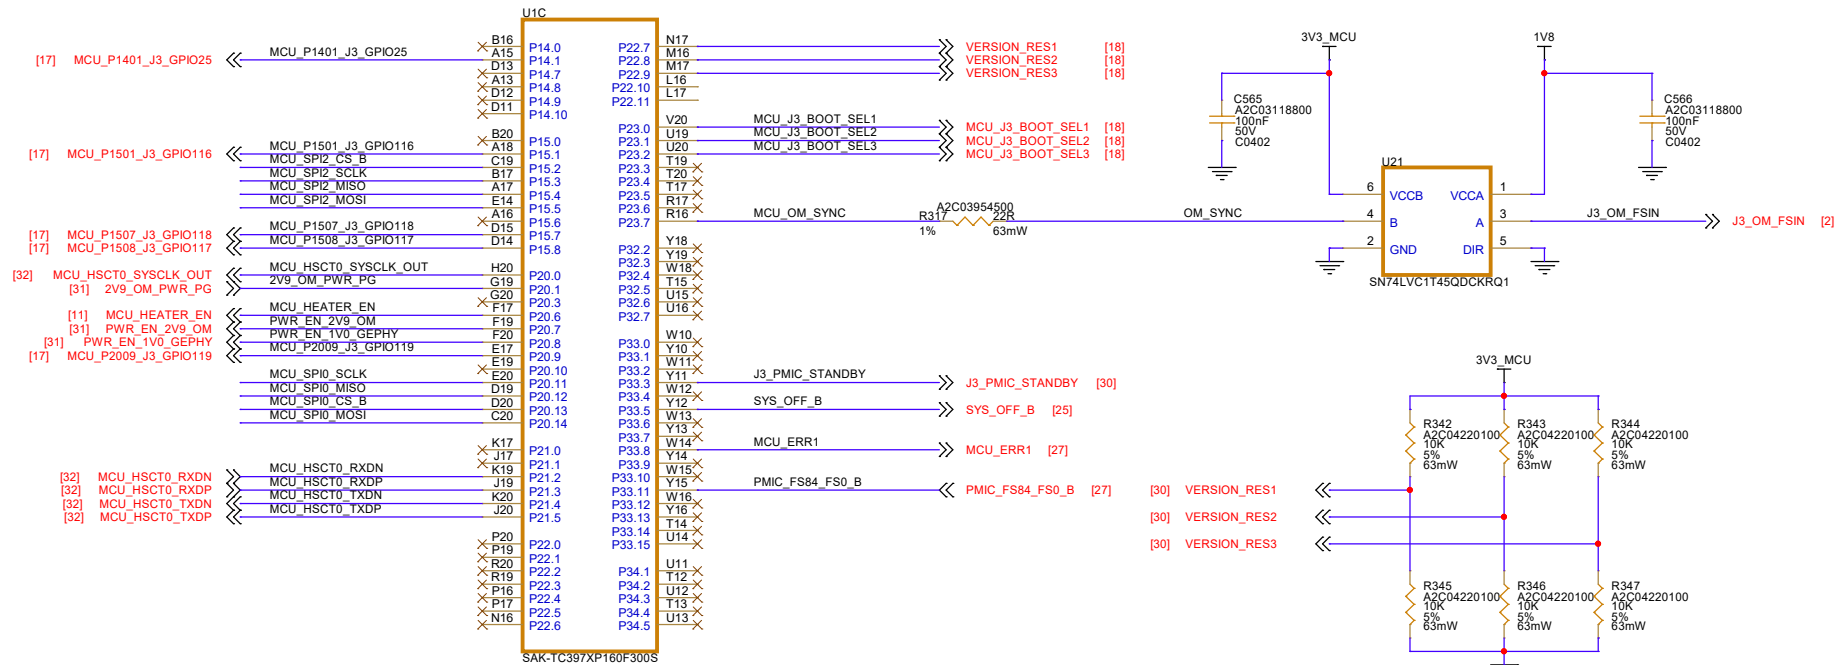 U1C
[17] MCU_P1401_J3_GPIO25 MCU_P1401_J3_GPIO25
[17] MCU_P1501_J3_GPIO116 MCU_P1501_J3_GPIO116
MCU_SPI2_CS_B
MCU_SPI2_SCLK
MCU_SPI2_MISO
MCU_SPI2_MOSI
[17] MCU_P1507_J3_GPIO118 MCU_P1507_J3_GPIO118
[17] MCU_P1508_J3_GPIO117 MCU_P1508_J3_GPIO117
[32] MCU_HSCT0_SYSCLK_OUT MCU_HSCT0_SYSCLK_OUT
[31] 2V9_OM_PWR_PG 2V9_OM_PWR_PG
[11] MCU_HEATER_EN MCU_HEATER_EN
[31] PWR_EN_2V9_OM PWR_EN_2V9_OM
[31] PWR_EN_1V0_GEPHY PWR_EN_1V0_GEPHY
[17] MCU_P2009_J3_GPIO119 MCU_P2009_J3_GPIO119
MCU_SPI0_SCLK
MCU_SPI0_MISO
MCU_SPI0_CS_B
MCU_SPI0_MOSI
[32] MCU_HSCT0_RXDN MCU_HSCT0_RXDN
[32] MCU_HSCT0_RXDP MCU_HSCT0_RXDP
[32] MCU_HSCT0_TXDN MCU_HSCT0_TXDN
[32] MCU_HSCT0_TXDP MCU_HSCT0_TXDP
B16 P14.0
A15 P14.1
D13 P14.7
A13 P14.8
D12 P14.9
D11 P14.10
B20 P15.0
A18 P15.1
C19 P15.2
B17 P15.3
A17 P15.4
E14 P15.5
A16 P15.6
D15 P15.7
D14 P15.8
H20 P20.0
G19 P20.1
G20 P20.3
F17 P20.6
F19 P20.7
F20 P20.8
E17 P20.9
E19 P20.10
E20 P20.11
D19 P20.12
D20 P20.13
C20 P20.14
K17 P21.0
J17 P21.1
K19 P21.2
J19 P21.3
K20 P21.4
J20 P21.5
P20 P22.0
P19 P22.1
R20 P22.2
R19 P22.3
P16 P22.4
P17 P22.5
N16 P22.6
P22.7 N17 VERSION_RES1 [18]
P22.8 M16 VERSION_RES2 [18]
P22.9 M17 VERSION_RES3 [18]
P22.10 L16
P22.11 L17
P23.0 V20 MCU_J3_BOOT_SEL1 MCU_J3_BOOT_SEL1 [18]
P23.1 U19 MCU_J3_BOOT_SEL2 MCU_J3_BOOT_SEL2 [18]
P23.2 U20 MCU_J3_BOOT_SEL3 MCU_J3_BOOT_SEL3 [18]
P23.3 T19
P23.4 T20
P23.5 T17
P23.6 R17
P23.7 R16 MCU_OM_SYNC
P32.2 Y18
P32.3 Y19
P32.4 W18
P32.5 T15
P32.6 U15
P32.7 U16
P33.0 W10
P33.1 Y10
P33.2 W11
P33.3 Y11 J3_PMIC_STANDBY J3_PMIC_STANDBY [30]
P33.4 W12
P33.5 Y12 SYS_OFF_B SYS_OFF_B [25]
P33.6 W13
P33.7 Y13
P33.8 W14 MCU_ERR1 MCU_ERR1 [27]
P33.9 Y14
P33.10 W15
P33.11 Y15 PMIC_FS84_FS0_B PMIC_FS84_FS0_B [27]
P33.12 W16
P33.13 Y16
P33.14 T14
P33.15 U14
P34.1 U11
P34.2 T12
P34.3 U12
P34.4 T13
P34.5 U13
SAK-TC397XP160F300S
A2C03954500
R317 22R
1% 63mW
OM_SYNC
3V3_MCU
C565
A2C03118800
100nF
50V
C0402
1V8
C566
A2C03118800
100nF
50V
C0402
U21
6 VCCB VCCA 1
4 B A 3
2 GND DIR 5
SN74LVC1T45QDCKRQ1
J3_OM_FSIN J3_OM_FSIN [2]
3V3_MCU
R342
A2C04220100
10K
5%
63mW
R343
A2C04220100
10K
5%
63mW
R344
A2C04220100
10K
5%
63mW
[30] VERSION_RES1
[30] VERSION_RES2
[30] VERSION_RES3
R345
A2C04220100
10K
5%
63mW
R346
A2C04220100
10K
5%
63mW
R347
A2C04220100
10K
5%
63mW